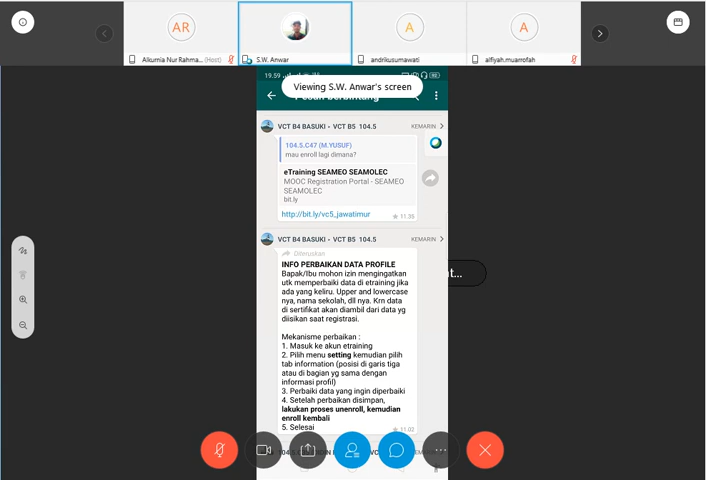 AR
A
A
Alkurnia Nur Rahma... (Host)
S.W. Anwar
andrikusumawati
alfiyah.muarrofah
19.59
Viewing S.W. Anwar's screen
VCT B4 BASUKI ▸ VCT B5 104.5
KEMARIN
104.5.C47 (M.YUSUF)
mau enroll lagi dimana?
eTraining SEAMEO SEAMOLEC
MOOC Registration Portal - SEAMEO
SEAMOLEC
bit.ly
http://bit.ly/vc5_jawatimur
★ 11.35
VCT B4 BASUKI ▸ VCT B5 104.5
KEMARIN
Diteruskan
INFO PERBAIKAN DATA PROFILE
Bapak/Ibu mohon izin mengingatkan
utk memperbaiki data di etraining jika
ada yang keliru. Upper and lowercase
nya, nama sekolah, dll nya. Krn data
di sertifikat akan diambil dari data yg
diisikan saat registrasi.
Mekanisme perbaikan :
1. Masuk ke akun etraining
2. Pilih menu setting kemudian pilih
tab information (posisi di garis tiga
atau di bagian yg sama dengan
informasi profil)
3. Perbaiki data yang ingin diperbaiki
4. Setelah perbaikan disimpan,
lakukan proses unenroll, kemudian
enroll kembali
5. Selesai
★ 11.02